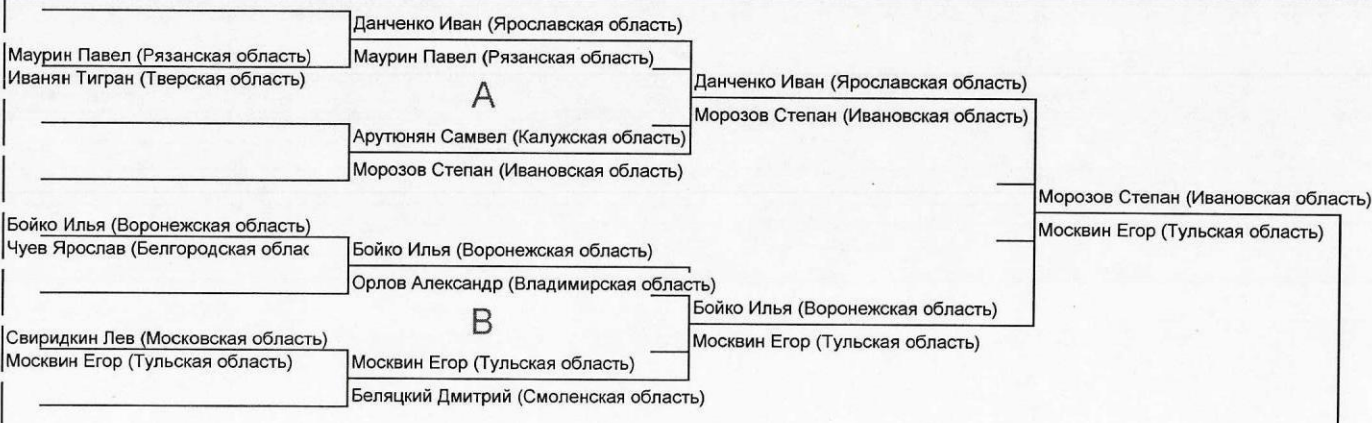 Данченко Иван (Ярославская область)
Маурин Павел (Рязанская область)
Маурин Павел (Рязанская область)
Иванян Тигран (Тверская область)
A
Данченко Иван (Ярославская область)
Морозов Степан (Ивановская область)
Арутюнян Самвел (Калужская область)
Морозов Степан (Ивановская область)
Морозов Степан (Ивановская область)
Москвин Егор (Тульская область)
Бойко Илья (Воронежская область)
Чуев Ярослав (Белгородская облас
Бойко Илья (Воронежская область)
Орлов Александр (Владимирская область)
B
Бойко Илья (Воронежская область)
Москвин Егор (Тульская область)
Свиридкин Лев (Московская область)
Москвин Егор (Тульская область)
Москвин Егор (Тульская область)
Беляцкий Дмитрий (Смоленская область)